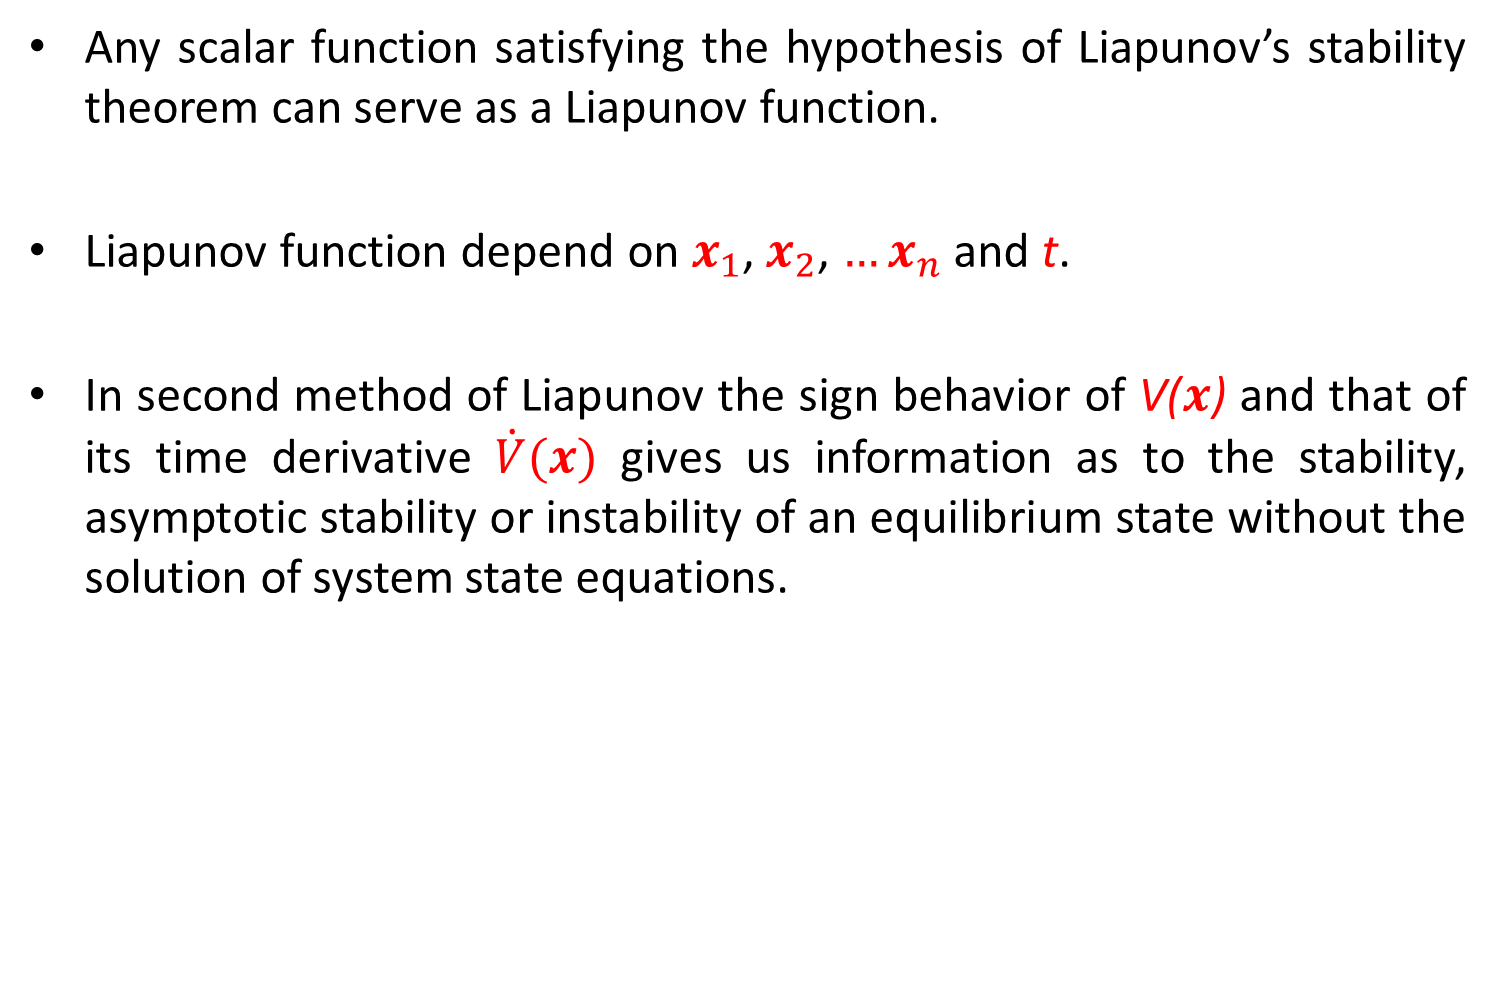 • Any scalar function satisfying the hypothesis of Liapunov’s stability
theorem can serve as a Liapunov function.
• Liapunov function depend on 𝒙₁, 𝒙₂, … 𝒙ₙ and t.
• In second method of Liapunov the sign behavior of V(𝒙) and that of
its time derivative V̇(𝒙) gives us information as to the stability,
asymptotic stability or instability of an equilibrium state without the
solution of system state equations.